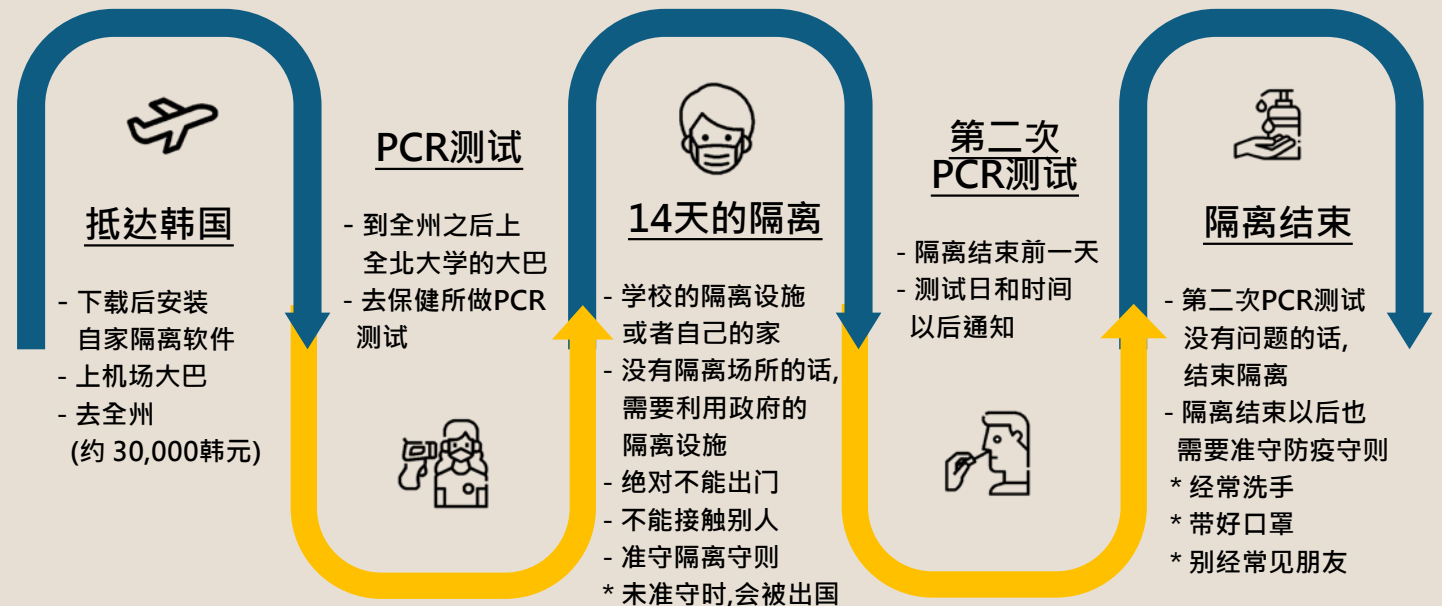 抵达韩国
- 下载后安装
自家隔离软件
- 上机场大巴
- 去全州
(约 30,000韩元)
PCR测试
- 到全州之后上
全北大学的大巴
- 去保健所做PCR
测试
14天的隔离
- 学校的隔离设施
或者自己的家
- 没有隔离场所的话,
需要利用政府的
隔离设施
- 绝对不能出门
- 不能接触别人
- 准守隔离守则
* 未准守时,会被出国
第二次
PCR测试
- 隔离结束前一天
- 测试日和时间
以后通知
隔离结束
- 第二次PCR测试
没有问题的话,
结束隔离
- 隔离结束以后也
需要准守防疫守则
* 经常洗手
* 带好口罩
* 别经常见朋友